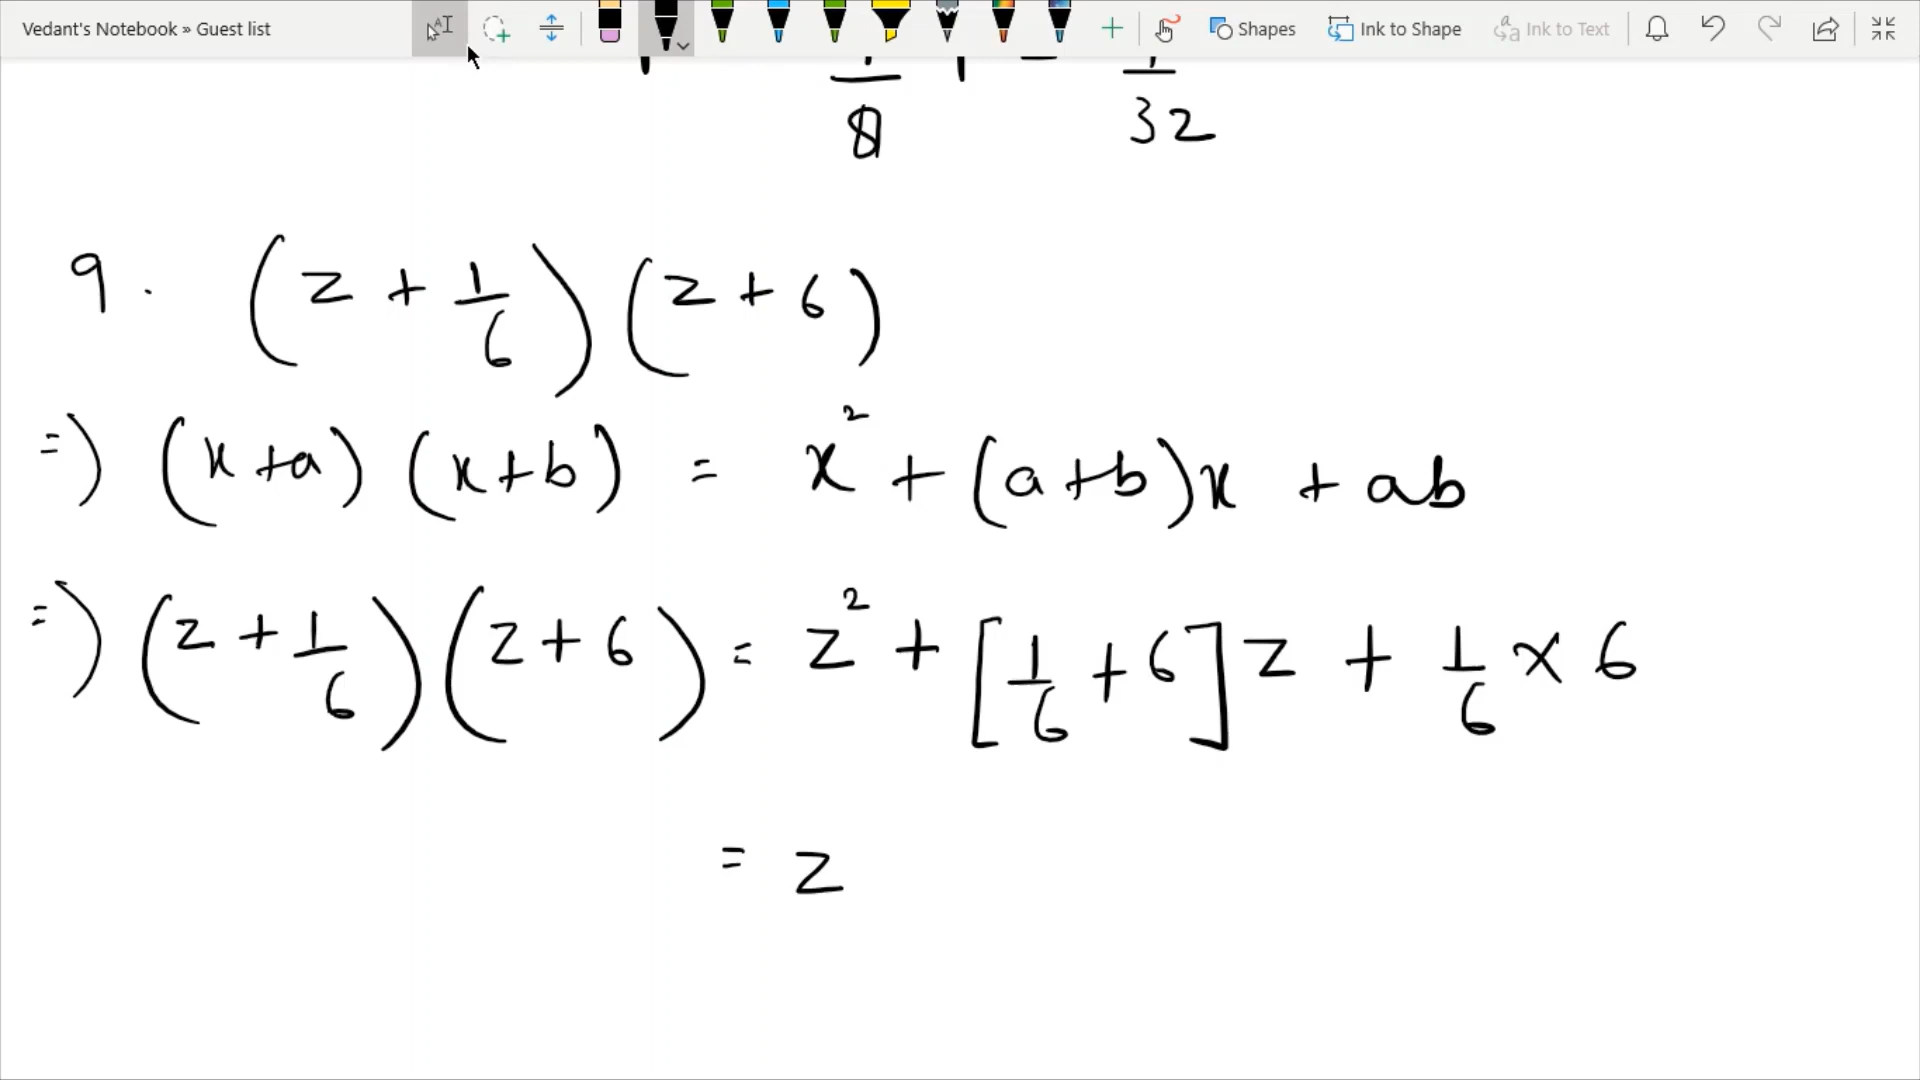 Vedant's Notebook » Guest list Shapes Ink to Shape Ink to Text
8 32
9. (z + 1/6)(z + 6)
=) (x+a) (x+b) = x² + (a+b)x + ab
=) (z + 1/6)(z + 6) = z² + [1/6 + 6]z + 1/6 × 6
= z